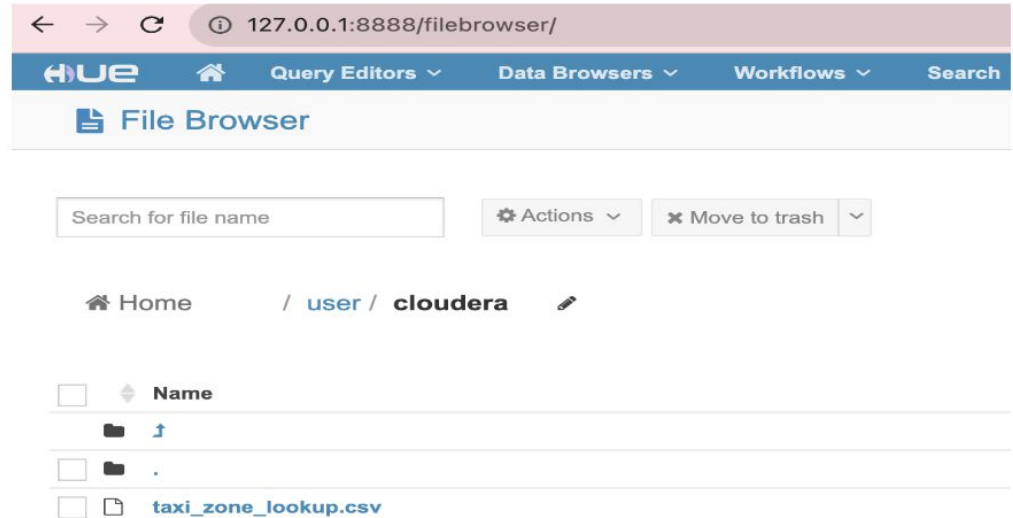 127.0.0.1:8888/filebrowser/
HUE Query Editors Data Browsers Workflows Search
File Browser
Search for file name Actions Move to trash
Home / user / cloudera
Name
.
taxi_zone_lookup.csv